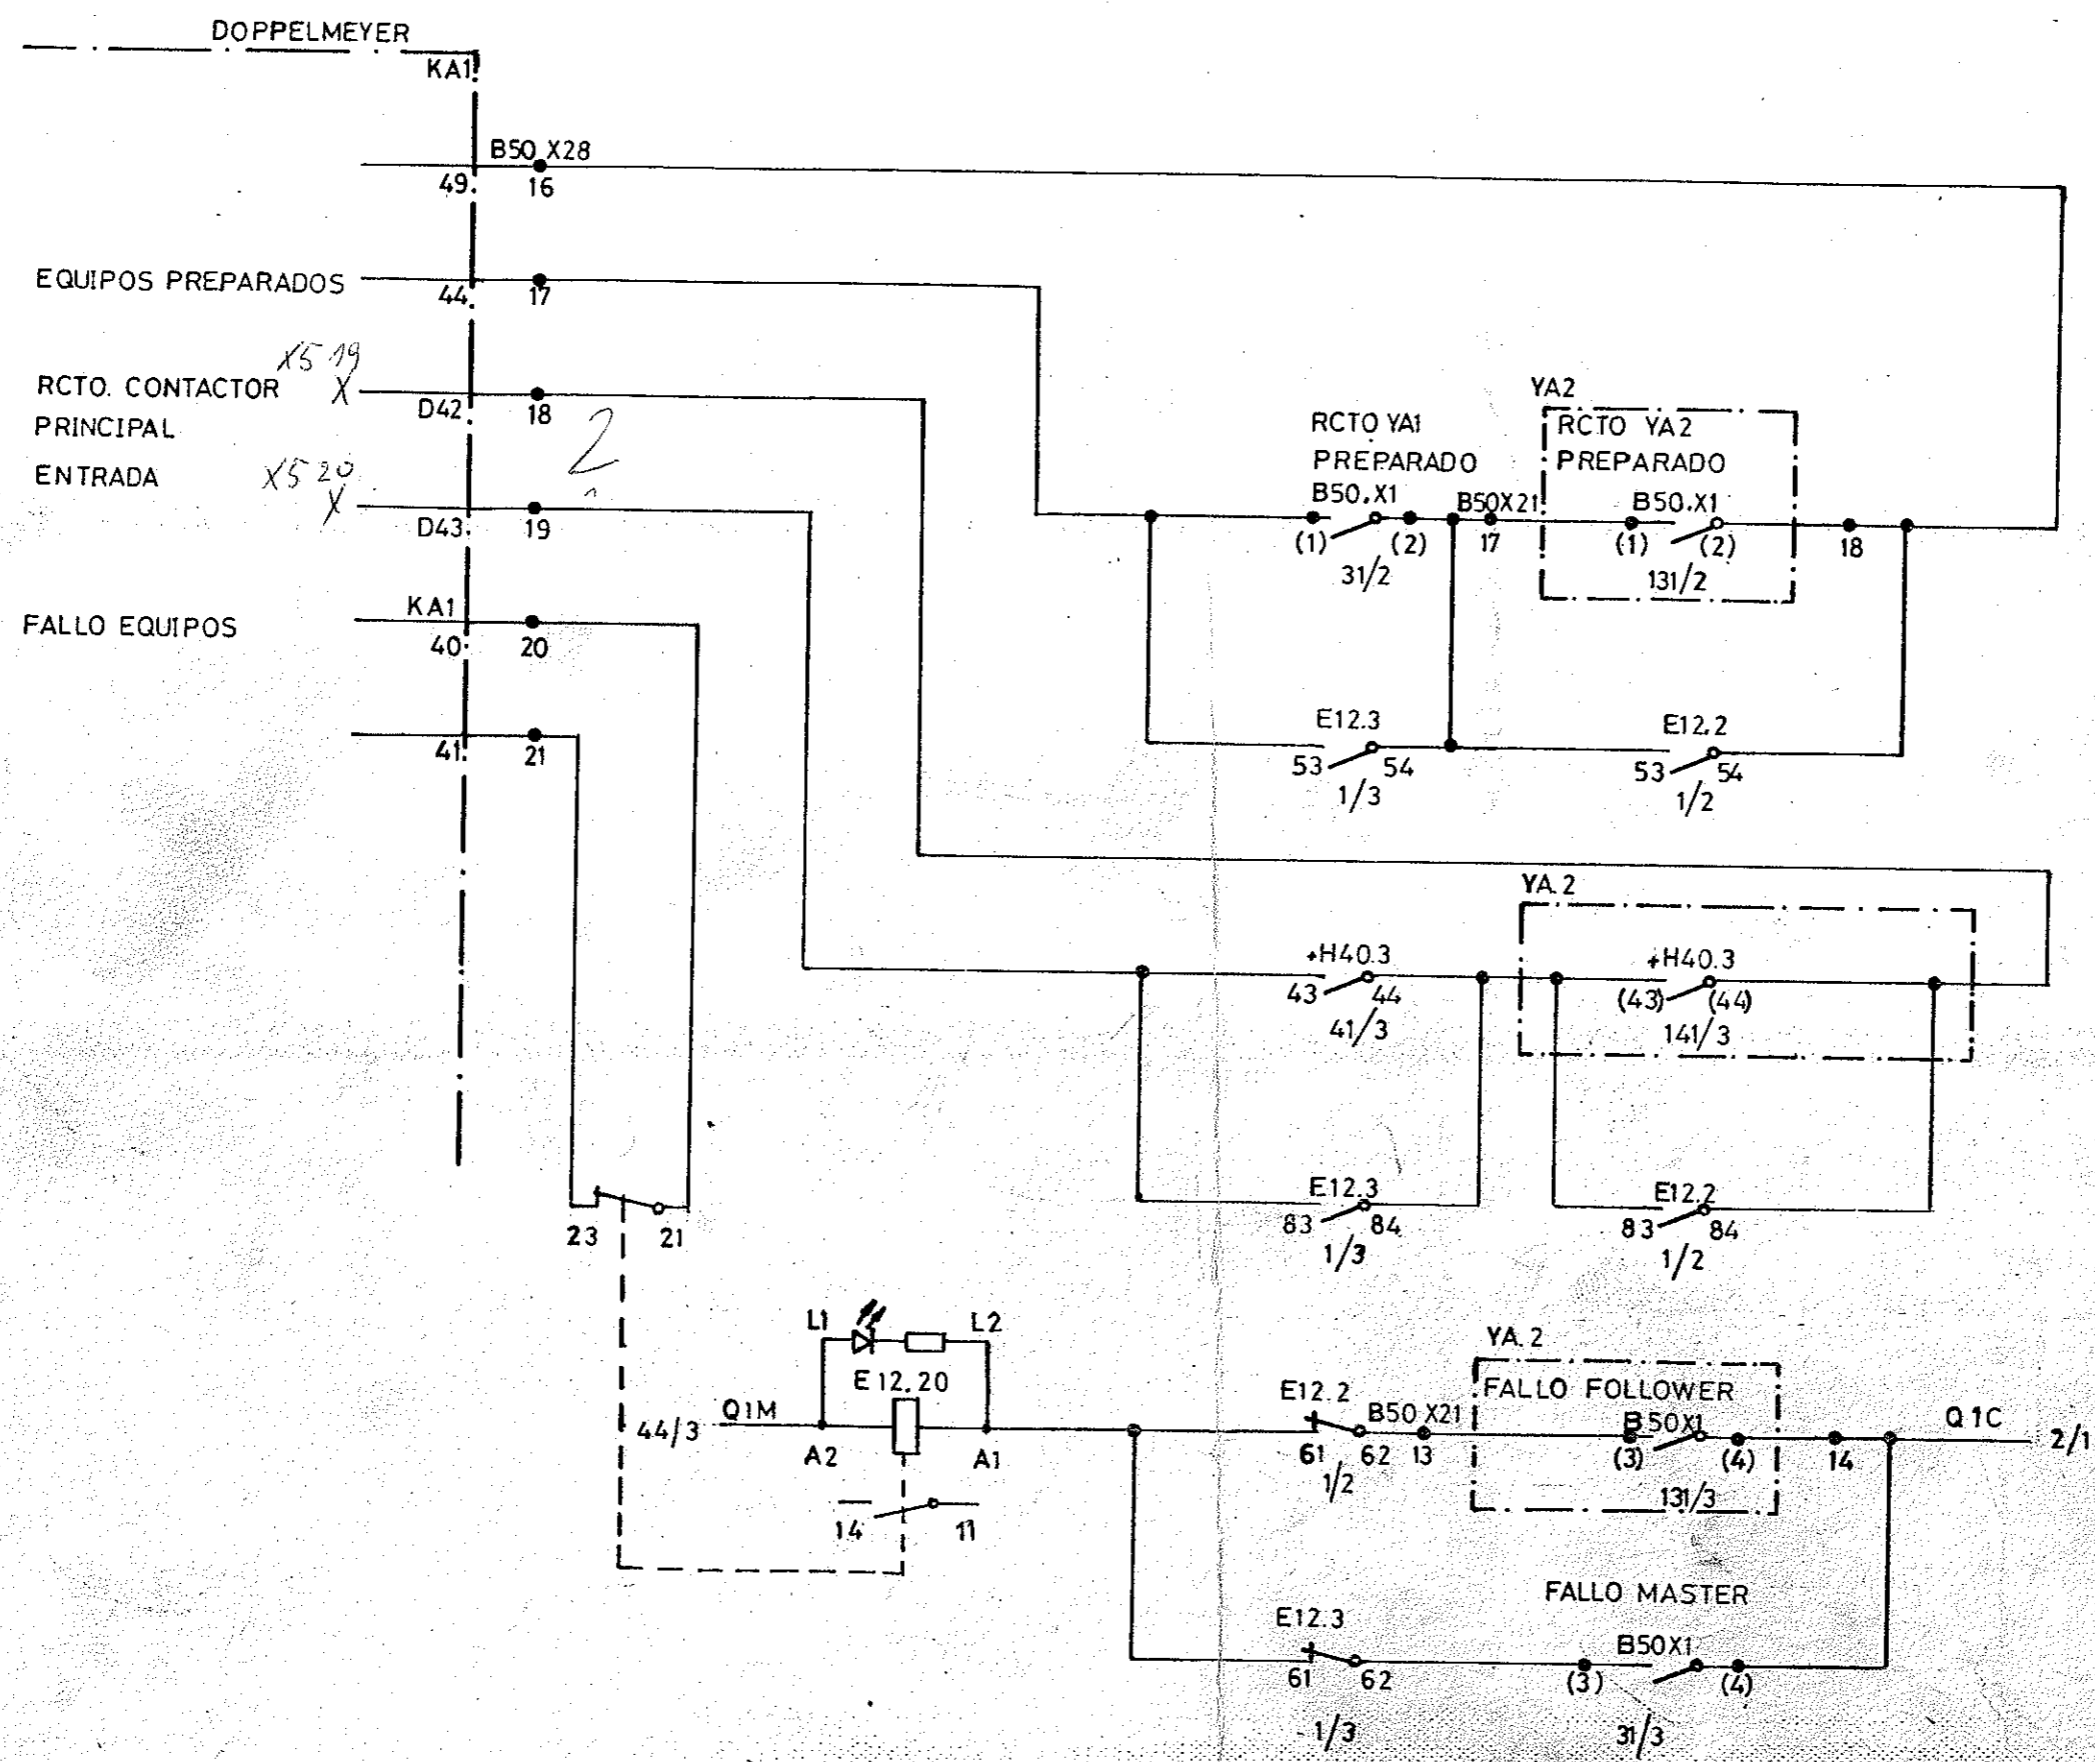 DOPPELMEYER
KA1
B50 X28
49.
16
EQUIPOS PREPARADOS
44.
17
X5 19
RCTO. CONTACTOR X
D42
18
2
PRINCIPAL
ENTRADA
X5 20
X
D43.
19
KA1
FALLO EQUIPOS
40.
20
41.
21
RCTO YA1
PREPARADO
B50.X1
(1) (2)
31/2
B50X21
17
YA2
RCTO YA2
PREPARADO
B50.X1
(1) (2)
131/2
18
E12.3
53 54
1/3
E12.2
53 54
1/2
+H40.3
43 44
41/3
YA.2
+H40.3
(43) (44)
141/3
E12.3
83 84
1/3
E12.2
83 84
1/2
23 21
L1 L2
E12.20
44/3 Q1M
A2 A1
14 11
E12.2
61 62
1/2
B50 X21
13
YA.2
FALLO FOLLOWER
B50X1
(3) (4)
131/3
14
Q1C
2/1
FALLO MASTER
E12.3
61 62
1/3
B50X1
(3) (4)
31/3